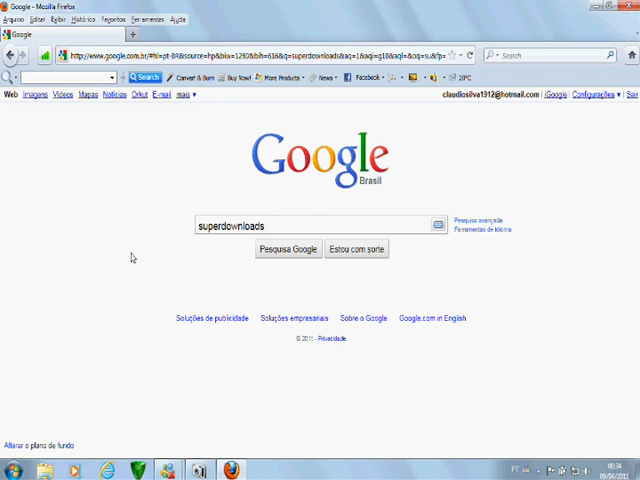 Google - Mozilla Firefox
Arquivo Editar Exibir Histórico Favoritos Ferramentas Ajuda
Google
http://www.google.com.br/#hl=pt-BR&source=hp&biw=1280&bih=616&q=superdownloads&aq=1&aqi=g10&aql=&oq=su&fp=
Search
Search Convert & Burn Buy Now! More Products News Facebook 20°C
Web Imagens Vídeos Mapas Notícias Orkut E-mail mais
claudiosilva1912@hotmail.com | iGoogle | Configurações | Sair
Google
Brasil
superdownloads
Pesquisa avançada
Ferramentas de idioma
Pesquisa Google Estou com sorte
Soluções de publicidade Soluções empresariais Sobre o Google Google.com in English
© 2011 - Privacidade
Alterar o plano de fundo
PT
00:34
09/04/2011